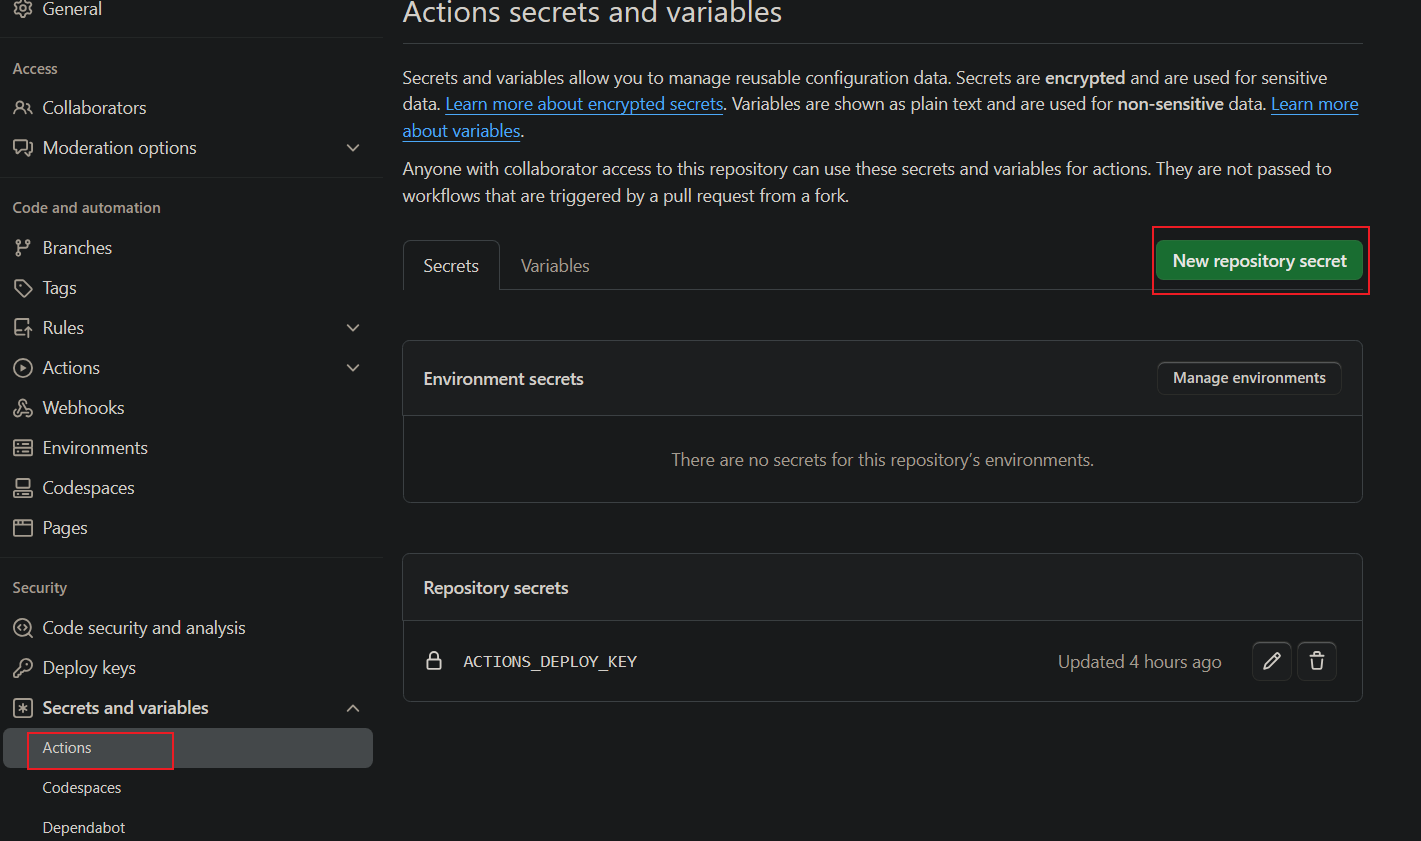 General
Access
Collaborators
Moderation options
Code and automation
Branches
Tags
Rules
Actions
Webhooks
Environments
Codespaces
Pages
Security
Code security and analysis
Deploy keys
Secrets and variables
Actions
Codespaces
Dependabot
Actions secrets and variables
Secrets and variables allow you to manage reusable configuration data. Secrets are encrypted and are used for sensitive
data. Learn more about encrypted secrets. Variables are shown as plain text and are used for non-sensitive data. Learn more
about variables.
Anyone with collaborator access to this repository can use these secrets and variables for actions. They are not passed to
workflows that are triggered by a pull request from a fork.
Secrets
Variables
New repository secret
Environment secrets
Manage environments
There are no secrets for this repository’s environments.
Repository secrets
ACTIONS_DEPLOY_KEY
Updated 4 hours ago